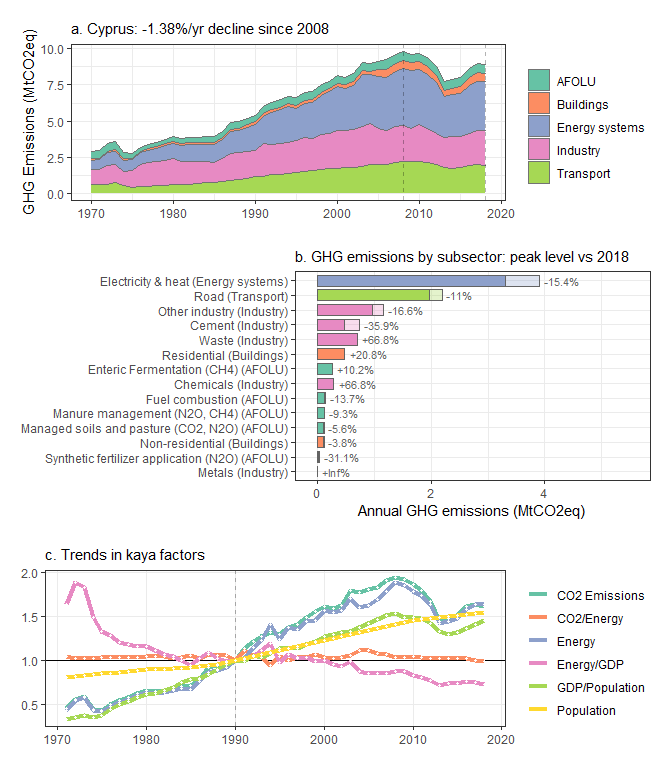 a. Cyprus: -1.38%/yr decline since 2008
GHG Emissions (MtCO2eq)
10.0
7.5
5.0
2.5
0.0
1970 1980 1990 2000 2010 2020
AFOLU
Buildings
Energy systems
Industry
Transport
b. GHG emissions by subsector: peak level vs 2018
Electricity & heat (Energy systems) -15.4%
Road (Transport) -11%
Other industry (Industry) -16.6%
Cement (Industry) -35.9%
Waste (Industry) +66.8%
Residential (Buildings) +20.8%
Enteric Fermentation (CH4) (AFOLU) +10.2%
Chemicals (Industry) +66.8%
Fuel combustion (AFOLU) -13.7%
Manure management (N2O, CH4) (AFOLU) -9.3%
Managed soils and pasture (CO2, N2O) (AFOLU) -5.6%
Non-residential (Buildings) -3.8%
Synthetic fertilizer application (N2O) (AFOLU) -31.1%
Metals (Industry) +Inf%
0 2 4
Annual GHG emissions (MtCO2eq)
c. Trends in kaya factors
2.0
1.5
1.0
0.5
1970 1980 1990 2000 2010 2020
CO2 Emissions
CO2/Energy
Energy
Energy/GDP
GDP/Population
Population